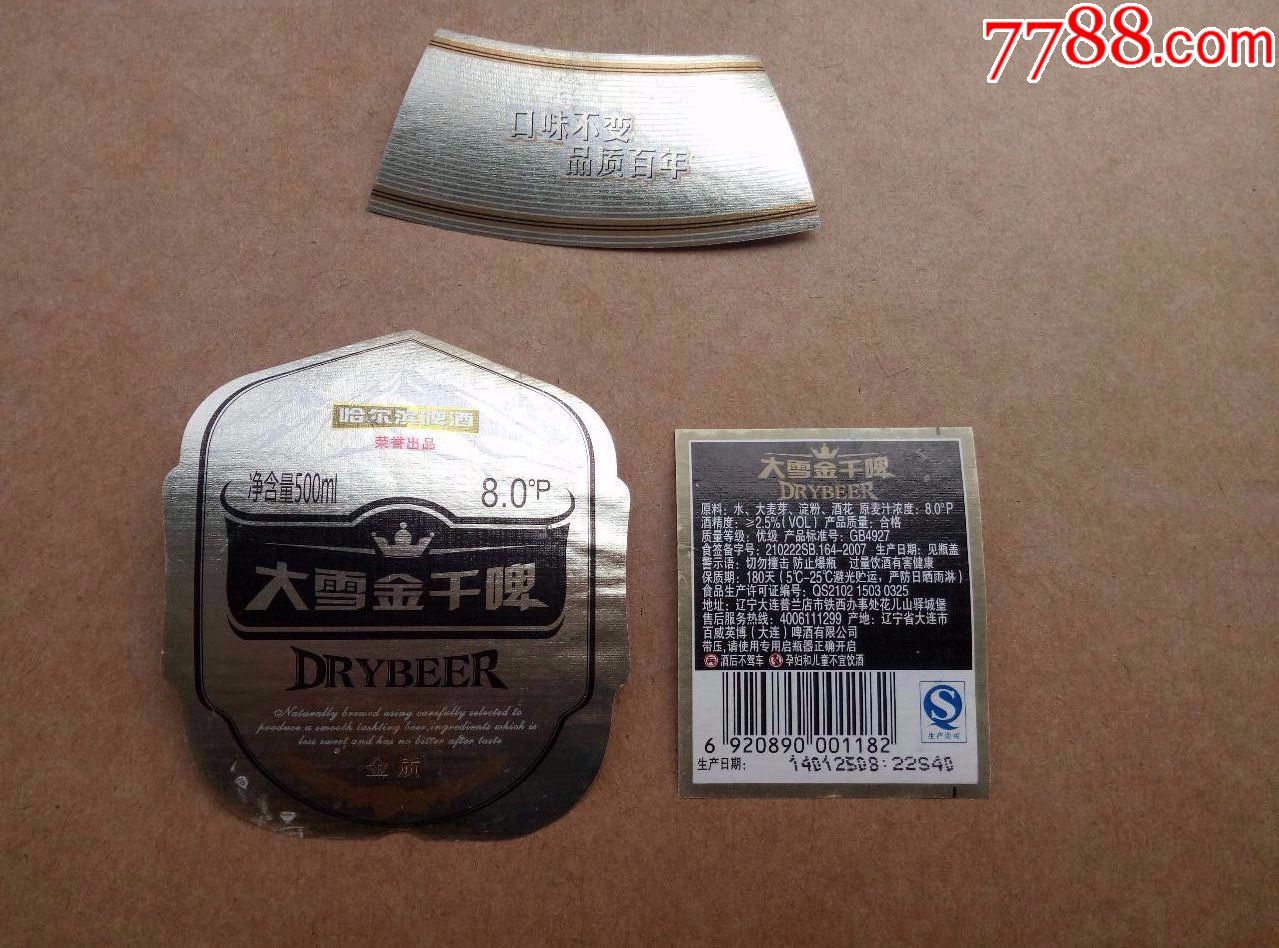 7788.com
口味不变
品质百年
哈尔滨啤酒
荣誉出品
净含量500ml
8.0°P
大雪金干啤
DRYBEER
Naturally brewed using carefully selected to
produce a smooth tashting beer,ingredients which is
less sweet and has no bitter after taste
金
大雪金干啤
DRYBEER
原料: 水、大麦芽、淀粉、酒花 原麦汁浓度: 8.0°P
酒精度: ≥2.5%(VOL) 产品质量: 合格
质量等级: 优级 产品标准号: GB4927
食签备字号: 210222SB.164-2007 生产日期: 见瓶盖
警示语: 切勿撞击 防止爆瓶 过量饮酒有害健康
保质期: 180天(5℃-25℃避光贮运, 严防日晒雨淋)
食品生产许可证编号: QS2102 1503 0325
地址: 辽宁大连普兰店市铁西办事处花儿山驿城堡
售后服务热线: 4006111299 产地: 辽宁省大连市
百威英博(大连)啤酒有限公司
带压,请使用专用启瓶器正确开启
酒后不驾车 孕妇和儿童不宜饮酒
6 920890 001182
QS
生产许可
生产日期: 14012508:22S40